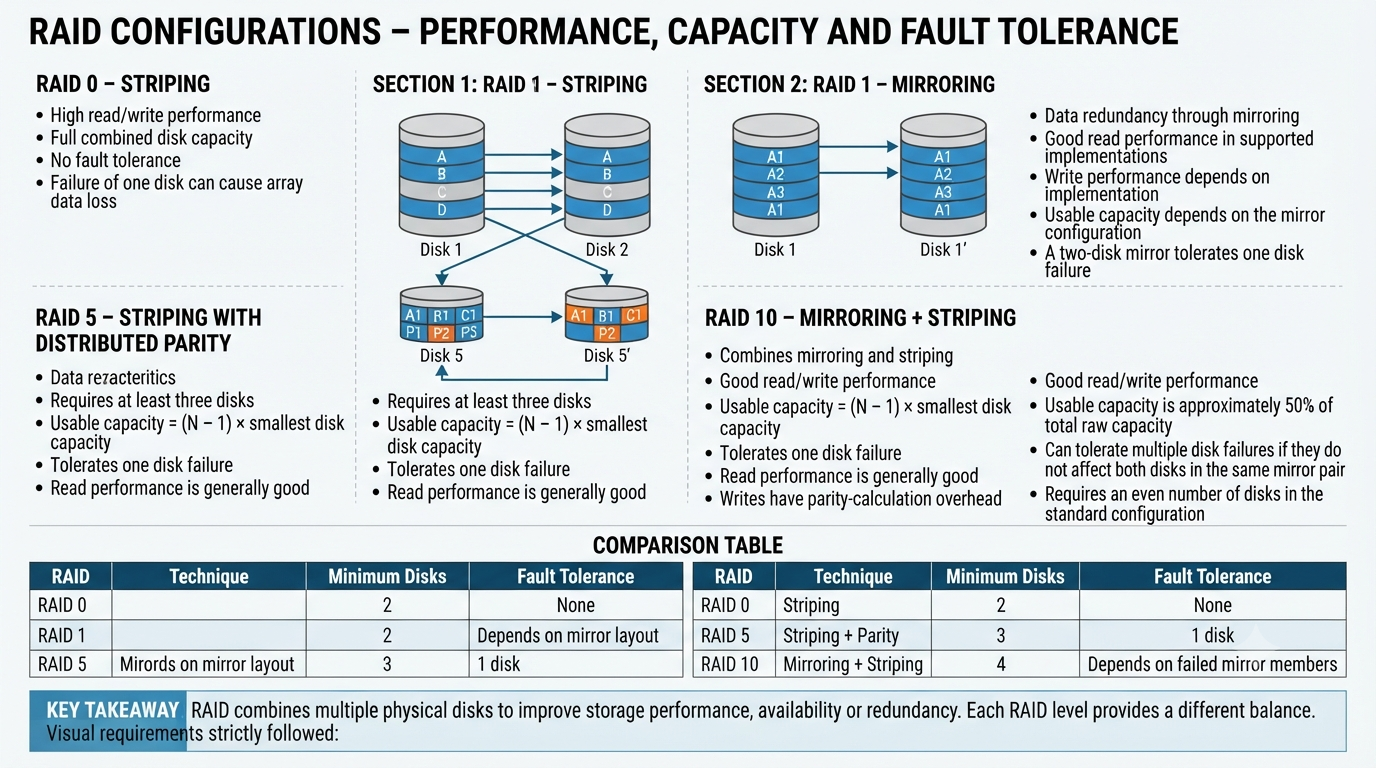 RAID CONFIGURATIONS – PERFORMANCE, CAPACITY AND FAULT TOLERANCE
RAID 0 – STRIPING
• High read/write performance
• Full combined disk capacity
• No fault tolerance
• Failure of one disk can cause array
data loss
SECTION 1: RAID 1 – STRIPING
A
B
C
D
A
B
C
D
Disk 1
Disk 2
A1 B1 C1
P1 P2 PS
A1 B1 C1
P2
Disk 5
Disk 5′
• Requires at least three disks
• Usable capacity = (N – 1) × smallest
disk capacity
• Tolerates one disk failure
• Read performance is generally good
SECTION 2: RAID 1 – MIRRORING
A1
A2
A3
A1
A1
A2
A3
A1
Disk 1
Disk 1′
• Data redundancy through mirroring
• Good read performance in supported
implementations
• Write performance depends on
implementation
• Usable capacity depends on the mirror
configuration
• A two-disk mirror tolerates one disk
failure
RAID 5 – STRIPING WITH
DISTRIBUTED PARITY
• Data rezacteritics
• Requires at least three disks
• Usable capacity = (N – 1) × smallest disk
capacity
• Tolerates one disk failure
• Read performance is generally good
RAID 10 – MIRRORING + STRIPING
• Combines mirroring and striping
• Good read/write performance
• Usable capacity = (N – 1) × smallest disk
capacity
• Tolerates one disk failure
• Read performance is generally good
• Writes have parity-calculation overhead
• Good read/write performance
• Usable capacity is approximately 50% of
total raw capacity
• Can tolerate multiple disk failures if they do
not affect both disks in the same mirror pair
• Requires an even number of disks in the
standard configuration
COMPARISON TABLE
RAID Technique Minimum Disks Fault Tolerance
RAID 0 2 None
RAID 1 2 Depends on mirror layout
RAID 5 Mirords on mirror layout 3 1 disk
RAID Technique Minimum Disks Fault Tolerance
RAID 0 Striping 2 None
RAID 5 Striping + Parity 3 1 disk
RAID 10 Mirroring + Striping 4 Depends on failed mirror members
KEY TAKEAWAY RAID combines multiple physical disks to improve storage performance, availability or redundancy. Each RAID level provides a different balance.
Visual requirements strictly followed: